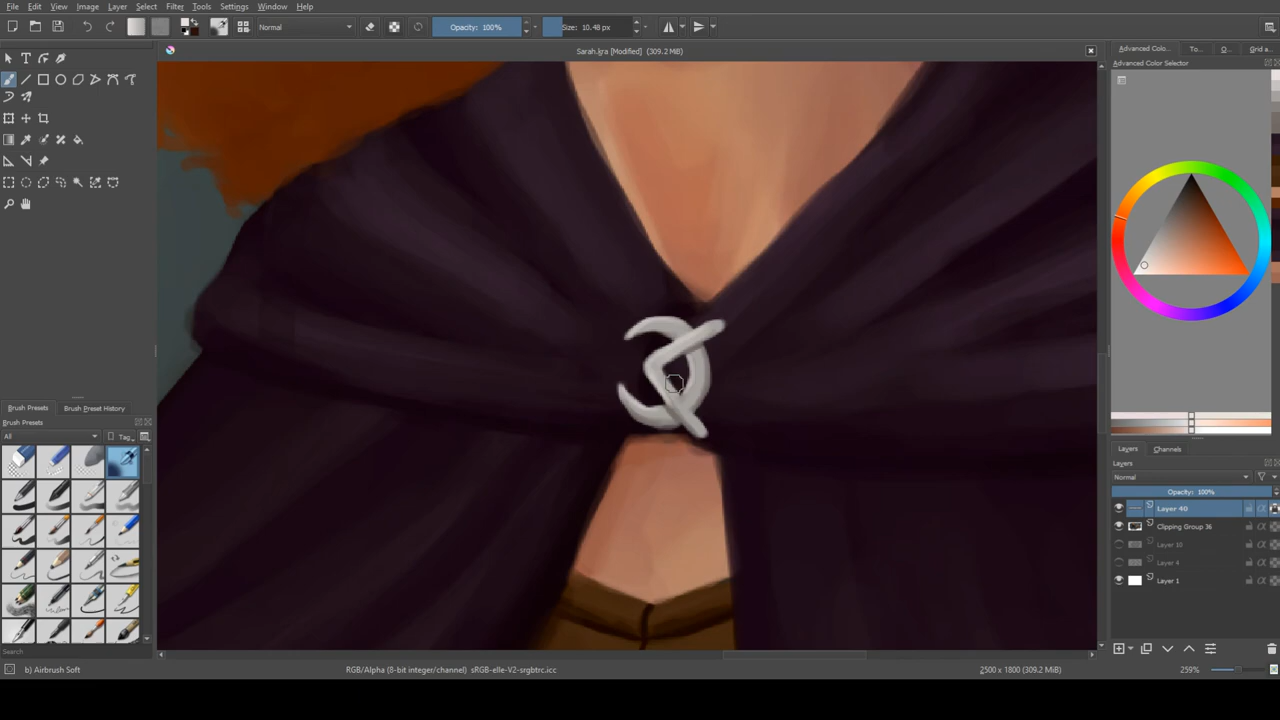 File Edit View Image Layer Select Filter Tools Settings Window Help
Normal Opacity: 100% Size: 10.48 px
Sarah.kra [Modified] (309.2 MiB)
Advanced Colo... To... O... Grid a...
Advanced Color Selector
Brush Presets Brush Preset History
Brush Presets
All Tag
Layers Channels
Layers
Normal
Opacity: 100%
Layer 40
Clipping Group 36
Layer 10
Layer 4
Layer 1
Search
b) Airbrush Soft RGB/Alpha (8-bit integer/channel) sRGB-elle-V2-srgbtrc.icc 2500 x 1800 (309.2 MiB) 259%